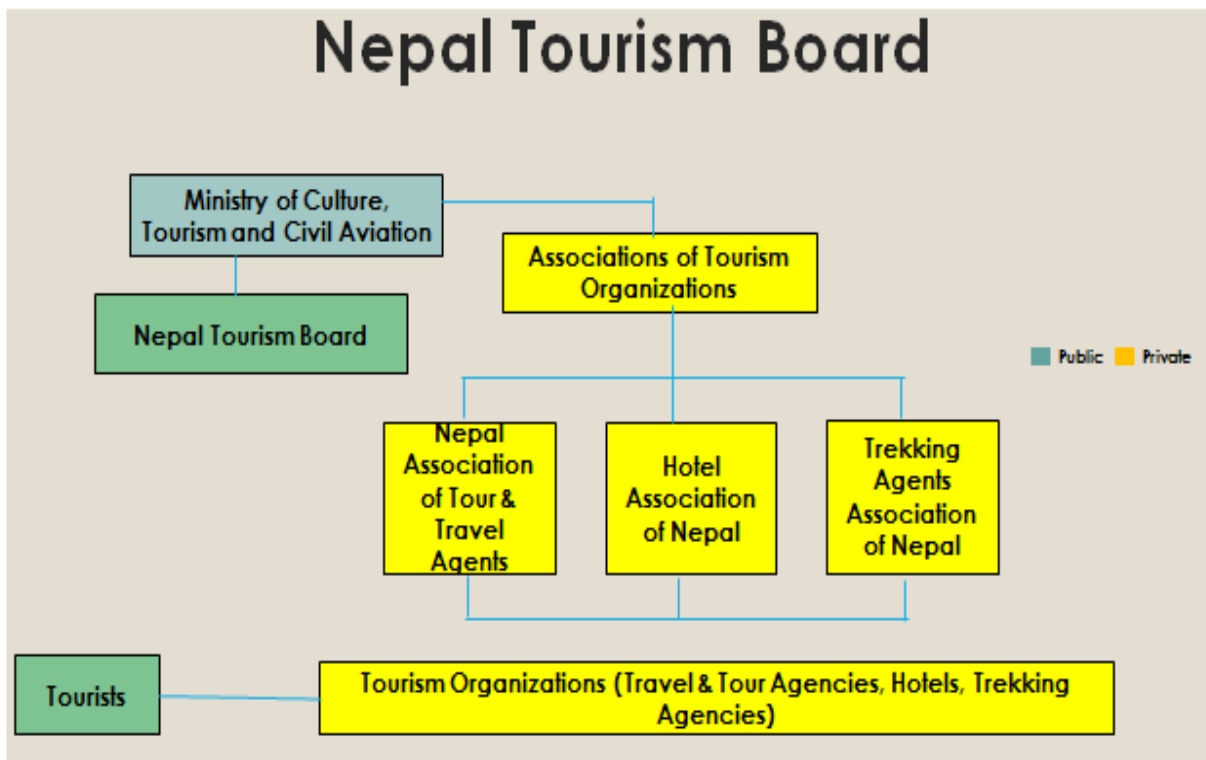 Nepal Tourism Board
Ministry of Culture,
Tourism and Civil Aviation
Associations of Tourism
Organizations
Nepal Tourism Board
Public
Private
Nepal
Association
of Tour &
Travel
Agents
Hotel
Association
of Nepal
Trekking
Agents
Association
of Nepal
Tourists
Tourism Organizations (Travel & Tour Agencies, Hotels, Trekking
Agencies)